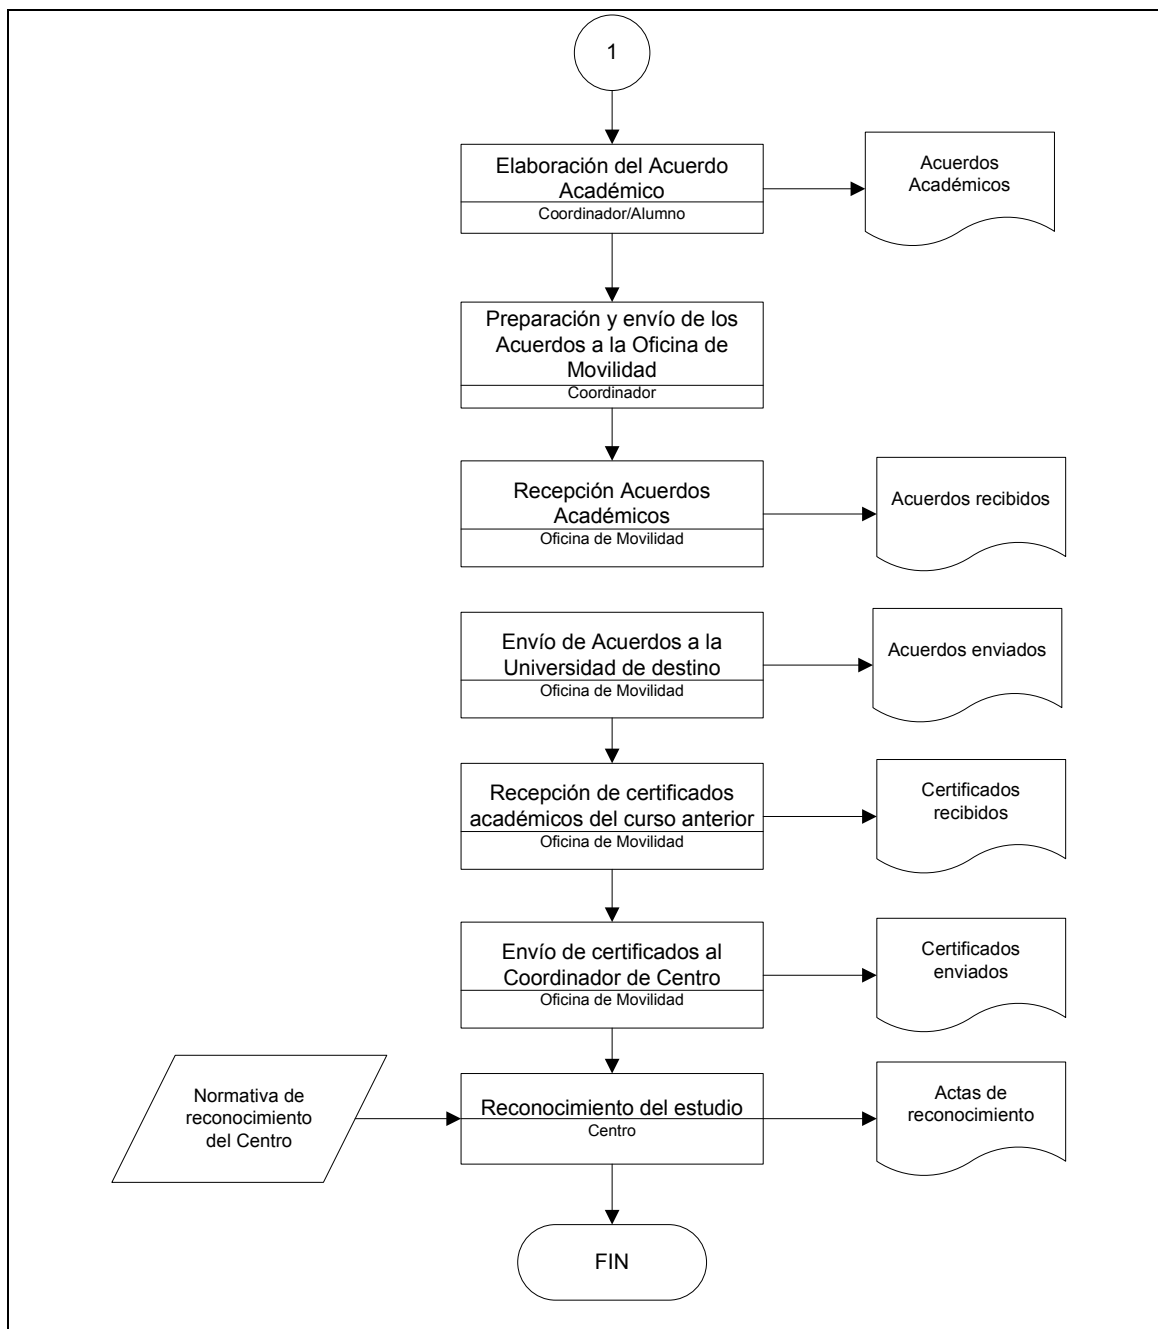 1
Elaboración del Acuerdo
Académico
Coordinador/Alumno
Acuerdos
Académicos
Preparación y envío de los
Acuerdos a la Oficina de
Movilidad
Coordinador
Recepción Acuerdos
Académicos
Oficina de Movilidad
Acuerdos recibidos
Envío de Acuerdos a la
Universidad de destino
Oficina de Movilidad
Acuerdos enviados
Recepción de certificados
académicos del curso anterior
Oficina de Movilidad
Certificados
recibidos
Envío de certificados al
Coordinador de Centro
Oficina de Movilidad
Certificados
enviados
Normativa de
reconocimiento
del Centro
Reconocimiento del estudio
Centro
Actas de
reconocimiento
FIN